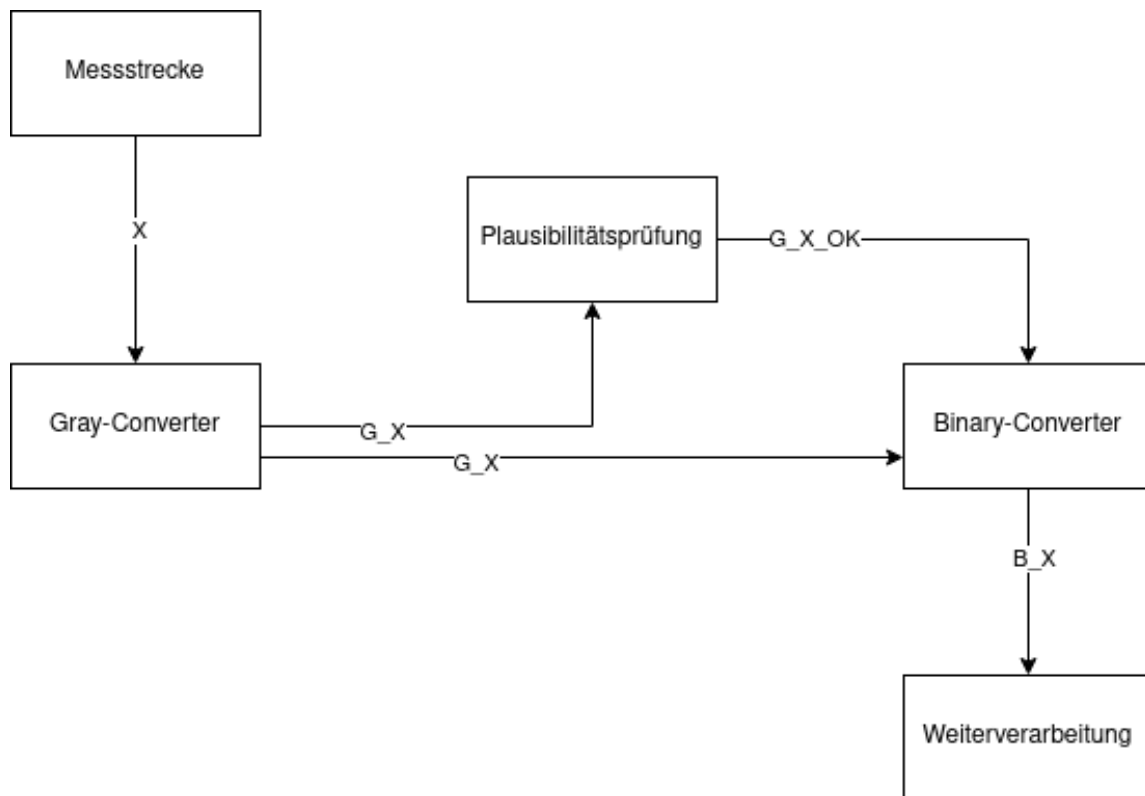 Messstrecke
X
Plausibilitätsprüfung
G_X_OK
Gray-Converter
G_X
G_X
Binary-Converter
B_X
Weiterverarbeitung